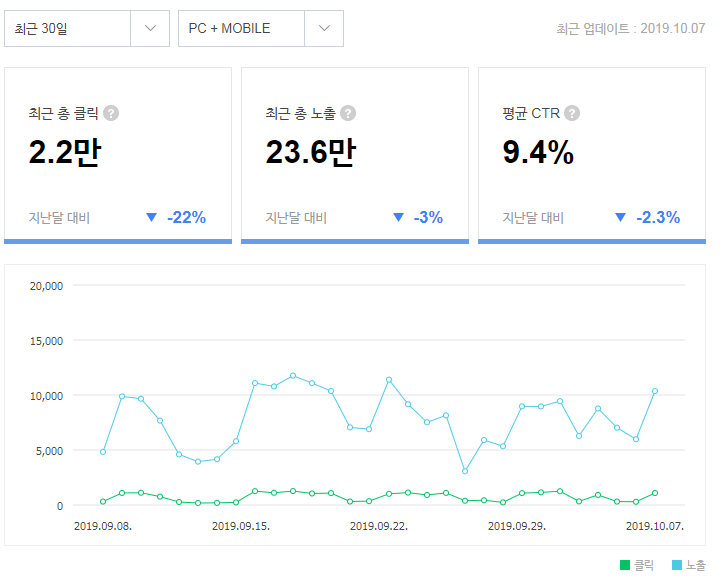 최근 30일
PC + MOBILE
최근 업데이트 : 2019.10.07
최근 총 클릭 ?
2.2만
지난달 대비 ▼ -22%
최근 총 노출 ?
23.6만
지난달 대비 ▼ -3%
평균 CTR ?
9.4%
지난달 대비 ▼ -2.3%
20,000
15,000
10,000
5,000
0
2019.09.08. 2019.09.15. 2019.09.22. 2019.09.29. 2019.10.07.
클릭 노출